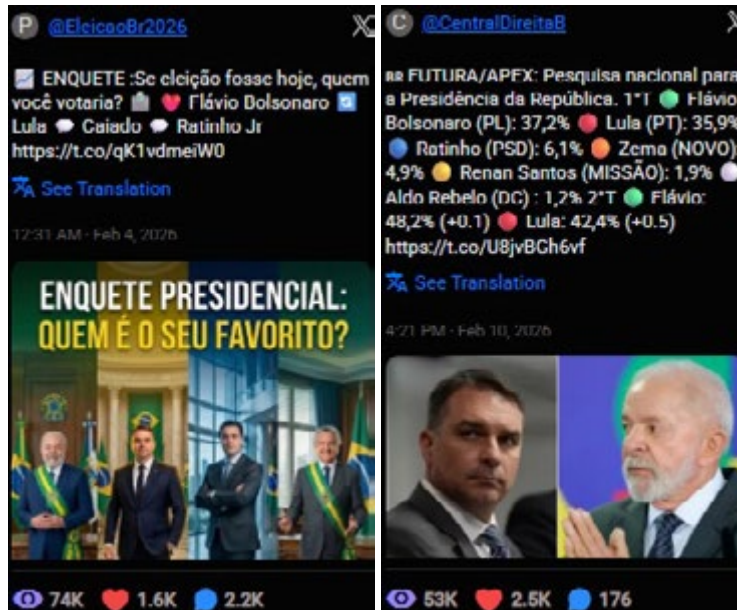 P @EleicaoBr2026
📈 ENQUETE :Se eleição fosse hoje, quem
você votaria? 🗳 ❤️ Flávio Bolsonaro 🔄
Lula 💬 Caiado 💬 Ratinho Jr
https://t.co/qK1vdmeiW0
See Translation
12:31 AM · Feb 4, 2026
ENQUETE PRESIDENCIAL:
QUEM É O SEU FAVORITO?
74K 1.6K 2.2K
C @CentralDireitaB
BR FUTURA/APEX: Pesquisa nacional para
a Presidência da República. 1°T 🟢 Flávio
Bolsonaro (PL): 37,2% 🔴 Lula (PT): 35,9%
🔵 Ratinho (PSD): 6,1% 🟠 Zema (NOVO):
4,9% 🟡 Renan Santos (MISSÃO): 1,9% ⚪
Aldo Rebelo (DC) : 1,2% 2°T 🟢 Flávio:
48,2% (+0.1) 🔴 Lula: 42,4% (+0.5)
https://t.co/U8jvBGh6vf
See Translation
4:21 PM · Feb 10, 2026
53K 2.5K 176